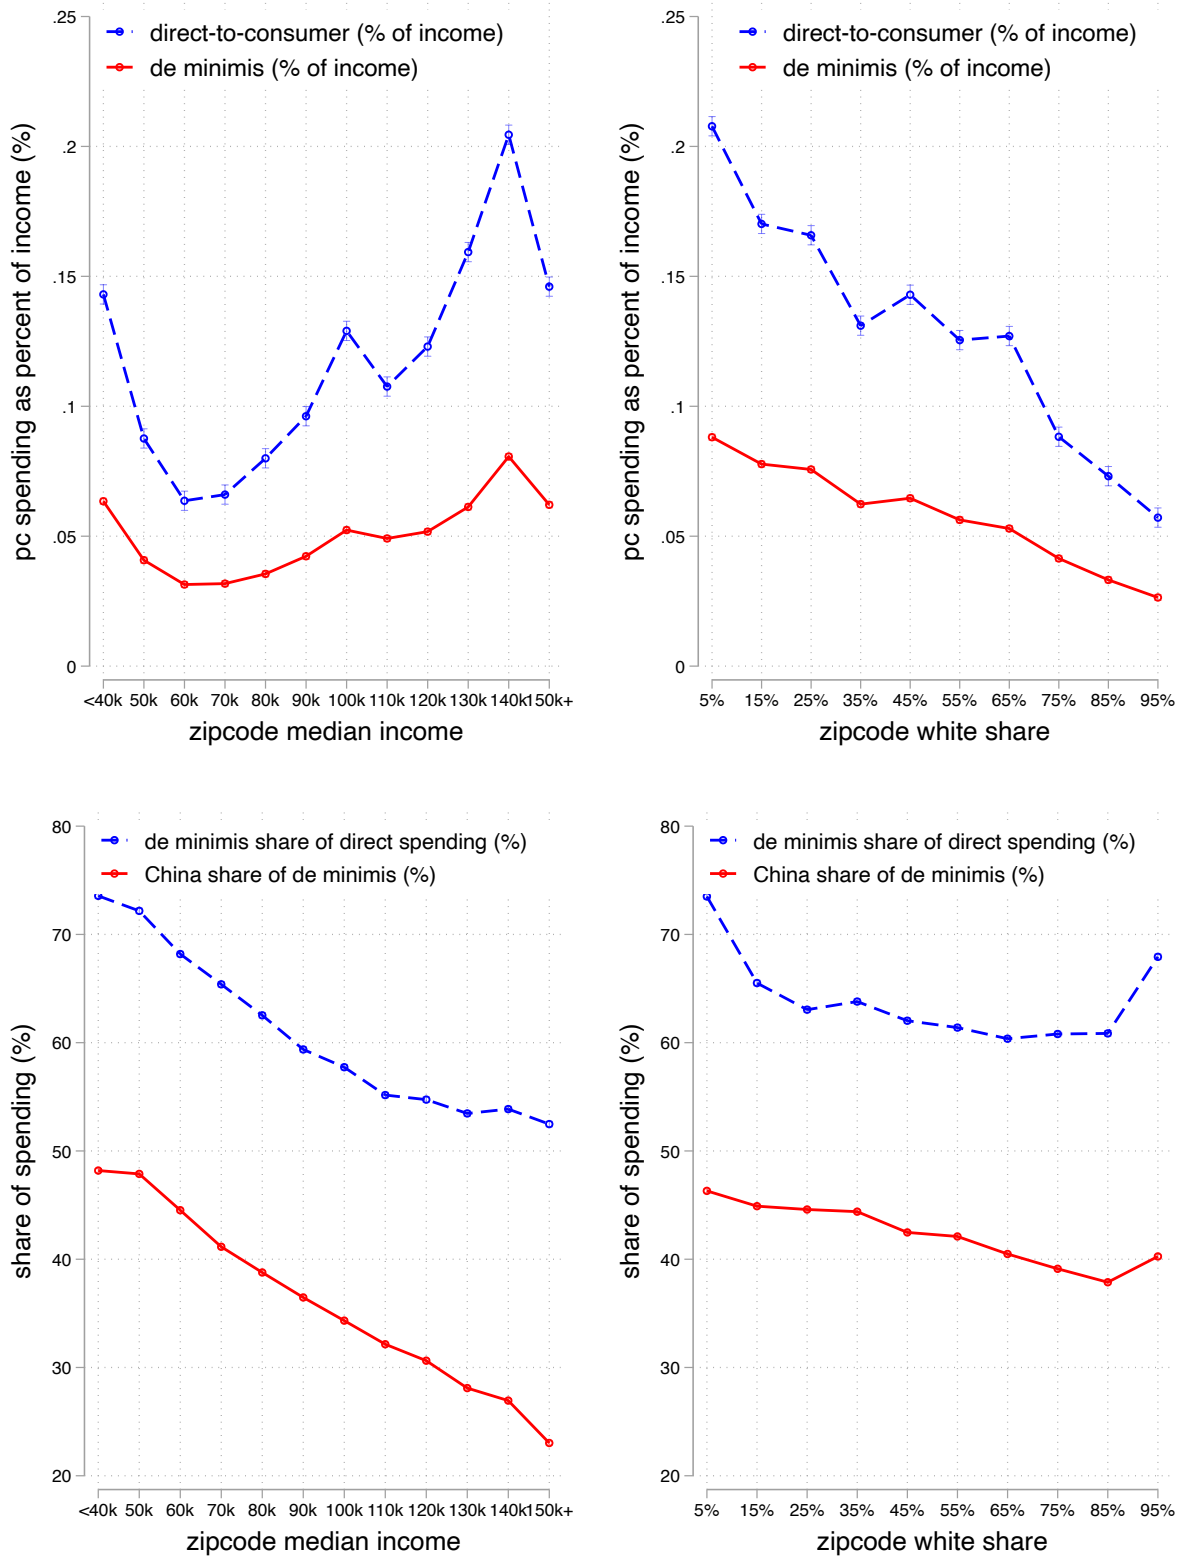 direct-to-consumer (% of income)
de minimis (% of income)
pc spending as percent of income (%)
.25
.2
.15
.1
.05
0
<40k 50k 60k 70k 80k 90k 100k 110k 120k 130k 140k 150k+
zipcode median income
direct-to-consumer (% of income)
de minimis (% of income)
pc spending as percent of income (%)
.25
.2
.15
.1
.05
0
5% 15% 25% 35% 45% 55% 65% 75% 85% 95%
zipcode white share
de minimis share of direct spending (%)
China share of de minimis (%)
share of spending (%)
80
70
60
50
40
30
20
<40k 50k 60k 70k 80k 90k 100k 110k 120k 130k 140k 150k+
zipcode median income
de minimis share of direct spending (%)
China share of de minimis (%)
share of spending (%)
80
70
60
50
40
30
20
5% 15% 25% 35% 45% 55% 65% 75% 85% 95%
zipcode white share